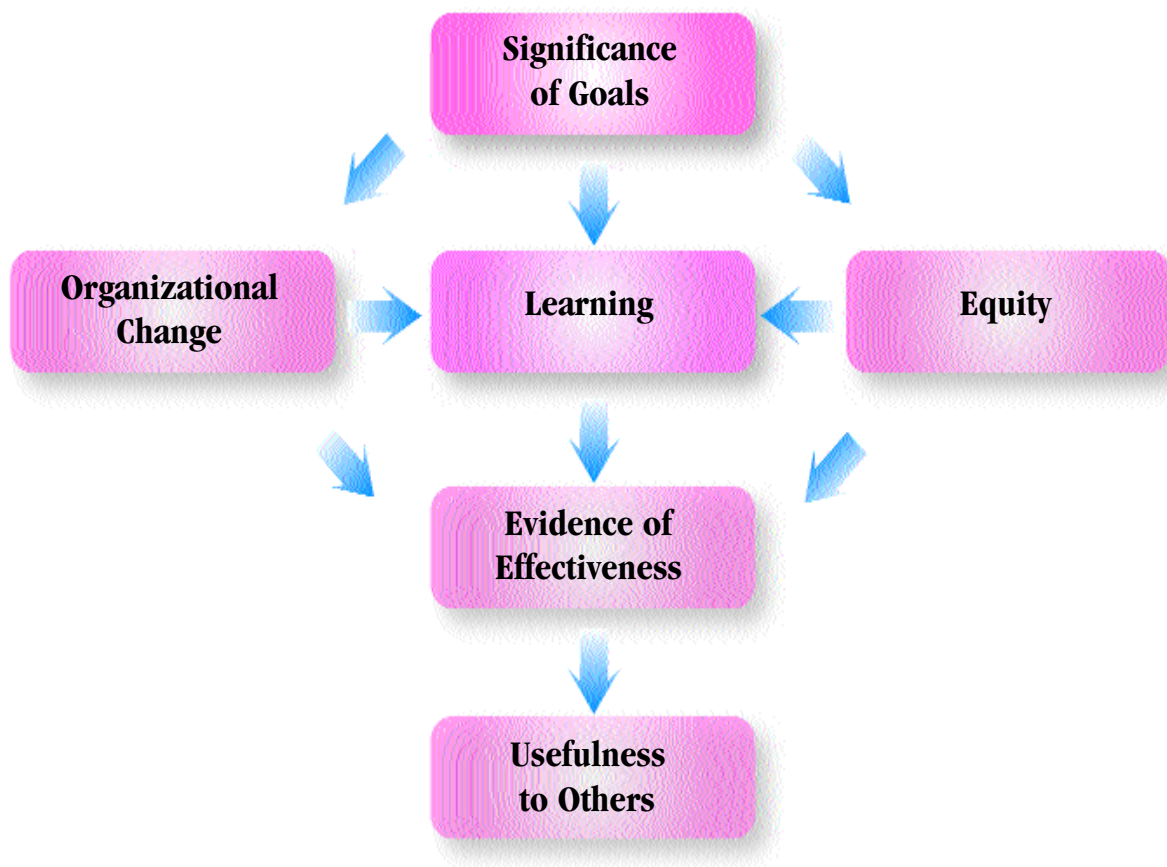 Significance
of Goals
Organizational
Change
Learning
Equity
Evidence of
Effectiveness
Usefulness
to Others